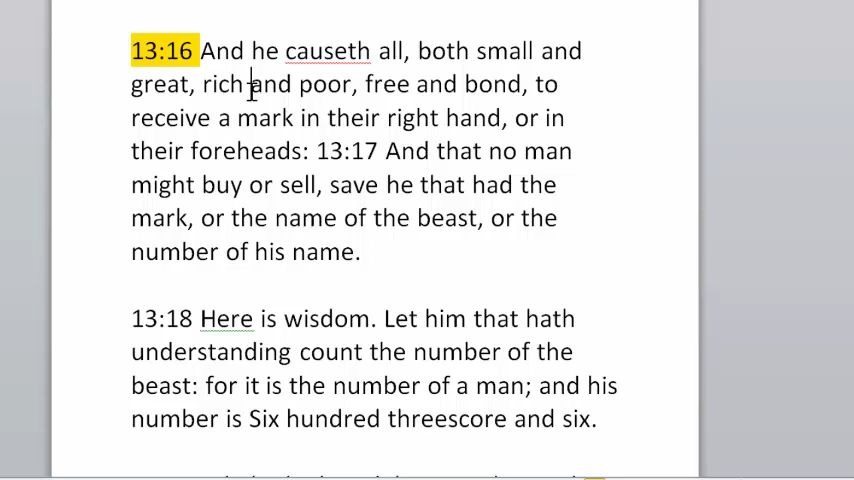 13:16 And he causeth all, both small and
great, rich and poor, free and bond, to
receive a mark in their right hand, or in
their foreheads: 13:17 And that no man
might buy or sell, save he that had the
mark, or the name of the beast, or the
number of his name.
13:18 Here is wisdom. Let him that hath
understanding count the number of the
beast: for it is the number of a man; and his
number is Six hundred threescore and six.